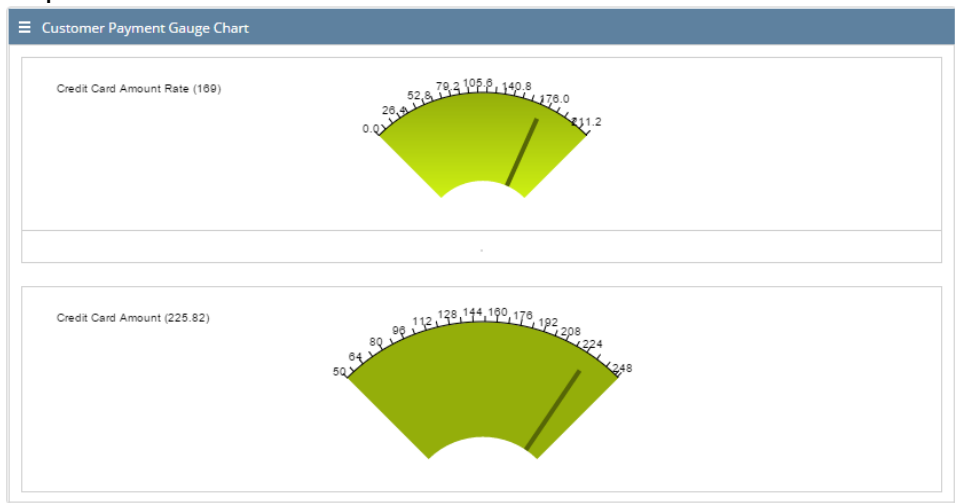 Customer Payment Gauge Chart
Credit Card Amount Rate (169)
0.0 26.4 52.8 79.2 105.6 140.8 176.0 211.2
Credit Card Amount (225.82)
50 64 80 96 112 128 144 160 176 192 208 224 248